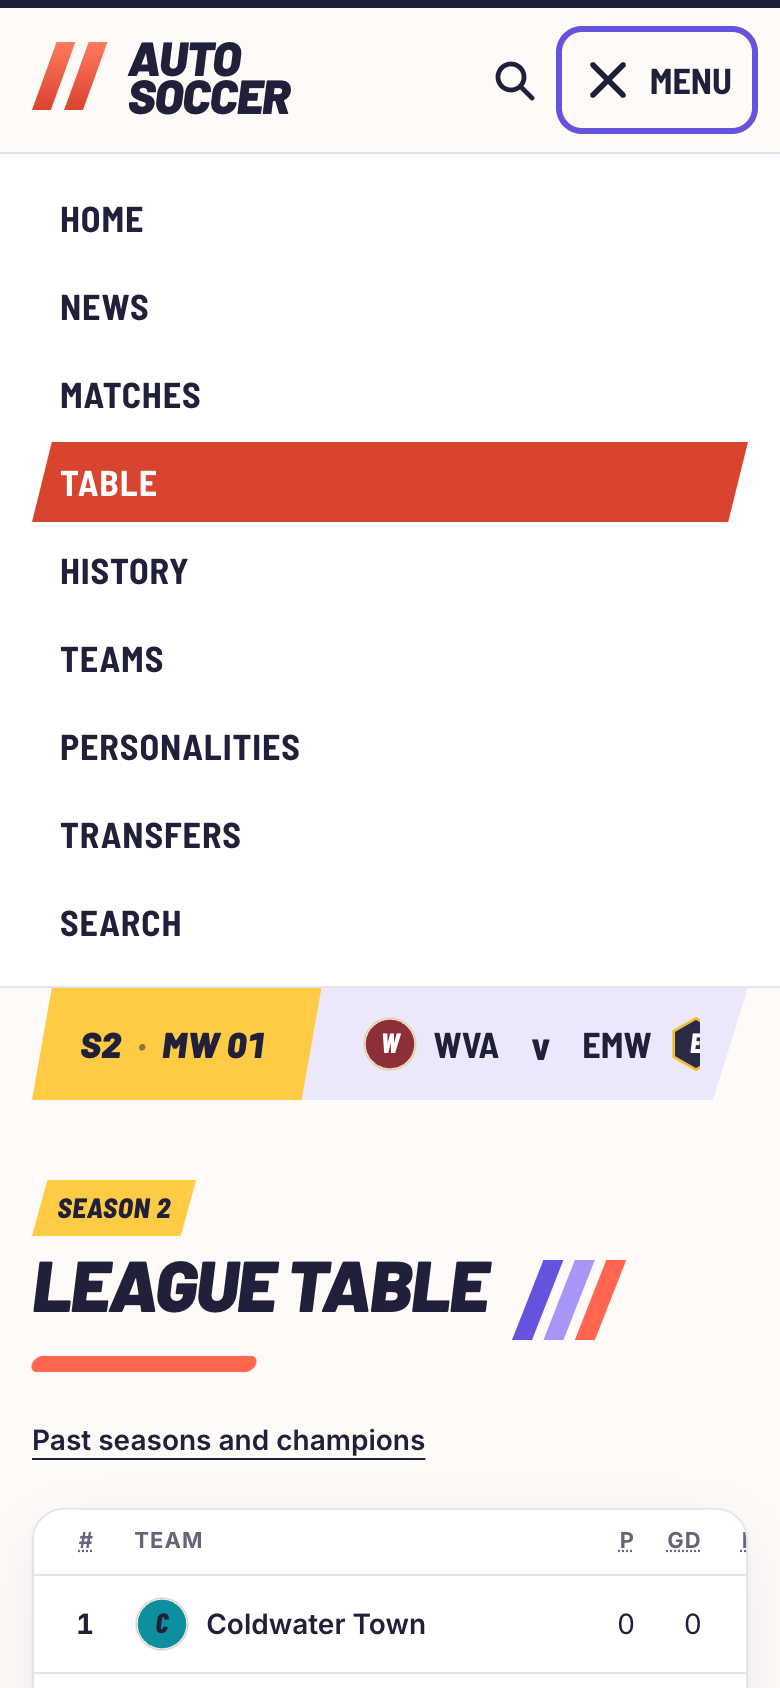 AUTO
SOCCER
MENU
HOME
NEWS
MATCHES
TABLE
HISTORY
TEAMS
PERSONALITIES
TRANSFERS
SEARCH
S2 · MW 01 W WVA v EMW
SEASON 2
LEAGUE TABLE
Past seasons and champions
# TEAM P GD
1 C Coldwater Town 0 0